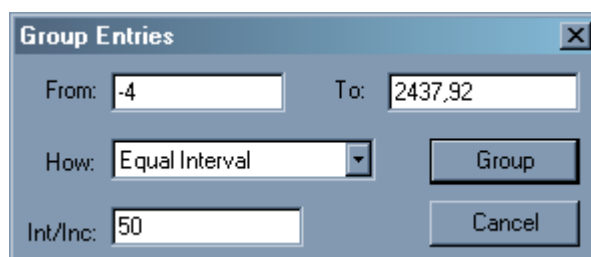 Group Entries
From: -4 To: 2437,92
How: Equal Interval Group
Int/Inc: 50 Cancel